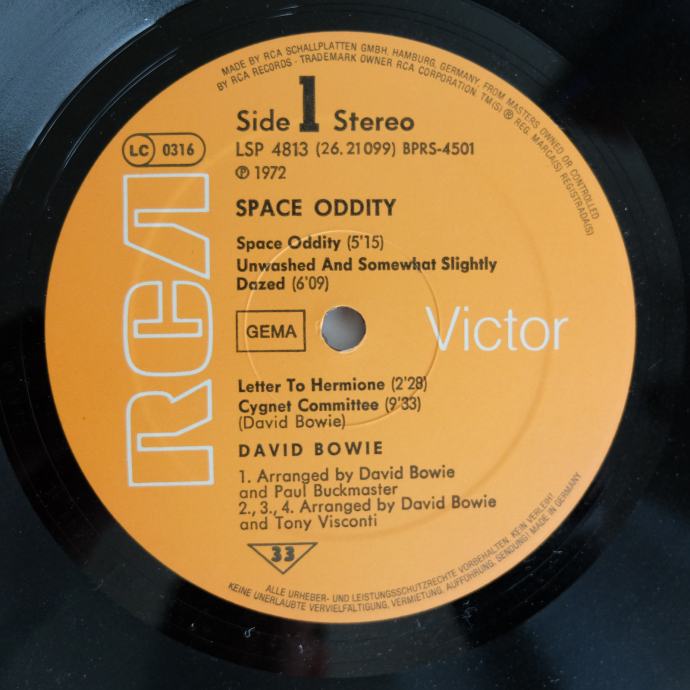 MADE BY RCA SCHALLPLATTEN GMBH, HAMBURG, GERMANY, FROM MASTERS OWNED OR CONTROLLED
BY RCA RECORDS · TRADEMARK OWNER RCA CORPORATION. TM(S) ® REG. MARCA(S) REGISTRADA(S)
Side 1 Stereo
LC 0316
LSP 4813 (26.21099) BPRS-4501
℗ 1972
RCA
SPACE ODDITY
Space Oddity (5'15)
Unwashed And Somewhat Slightly
Dazed (6'09)
GEMA
Victor
Letter To Hermione (2'28)
Cygnet Committee (9'33)
(David Bowie)
DAVID BOWIE
1. Arranged by David Bowie
and Paul Buckmaster
2., 3., 4. Arranged by David Bowie
and Tony Visconti
33
ALLE URHEBER- UND LEISTUNGSSCHUTZRECHTE VORBEHALTEN. KEIN VERLEIH!
KEINE UNERLAUBTE VERVIELFÄLTIGUNG, VERMIETUNG, AUFFÜHRUNG, SENDUNG! MADE IN GERMANY